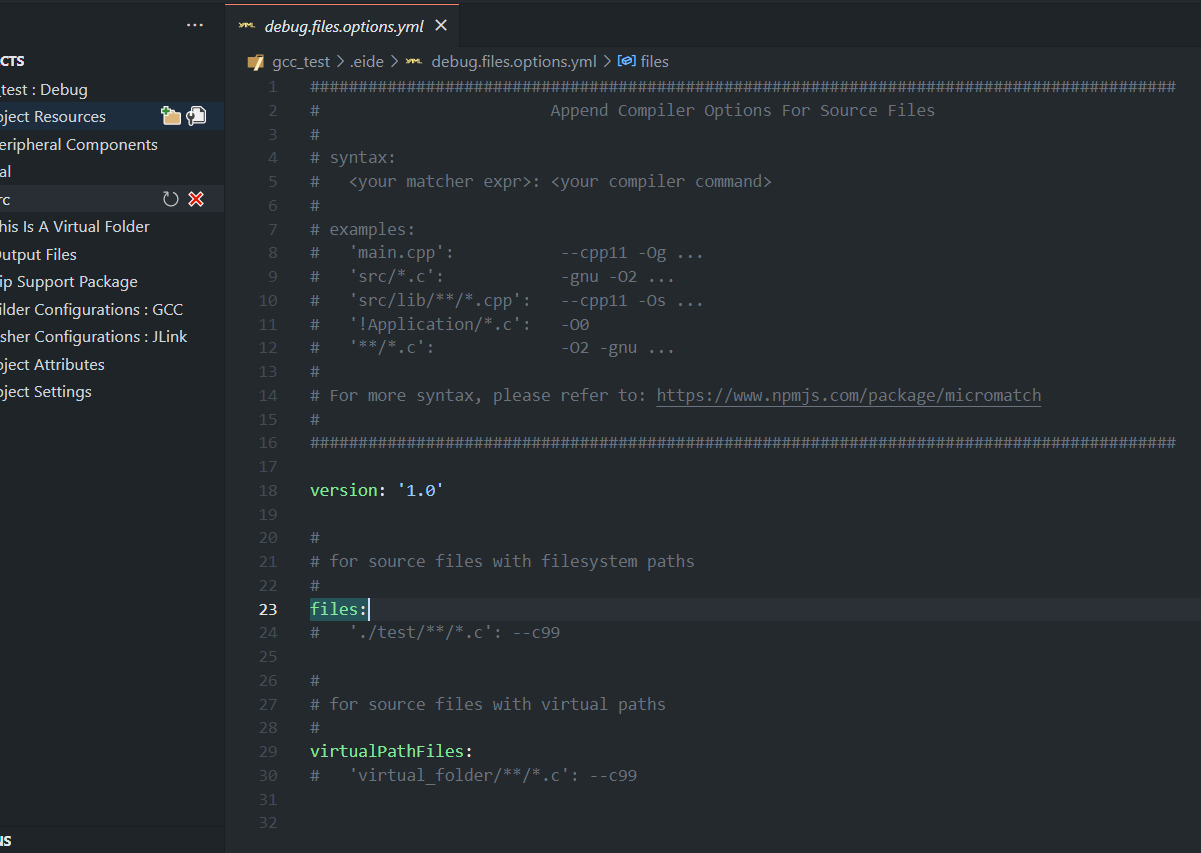 ...
debug.files.options.yml
gcc_test > .eide > debug.files.options.yml > files
CTS
test : Debug
ject Resources
eripheral Components
al
rc
his Is A Virtual Folder
utput Files
ip Support Package
ilder Configurations : GCC
sher Configurations : JLink
ject Attributes
ject Settings
NS
1 ##########################################################################################
2 # Append Compiler Options For Source Files
3 #
4 # syntax:
5 # <your matcher expr>: <your compiler command>
6 #
7 # examples:
8 # 'main.cpp': --cpp11 -Og ...
9 # 'src/*.c': -gnu -O2 ...
10 # 'src/lib/**/*.cpp': --cpp11 -Os ...
11 # '!Application/*.c': -O0
12 # '**/*.c': -O2 -gnu ...
13 #
14 # For more syntax, please refer to: https://www.npmjs.com/package/micromatch
15 #
16 ##########################################################################################
17
18 version: '1.0'
19
20 #
21 # for source files with filesystem paths
22 #
23 files:
24 # './test/**/*.c': --c99
25
26 #
27 # for source files with virtual paths
28 #
29 virtualPathFiles:
30 # 'virtual_folder/**/*.c': --c99
31
32